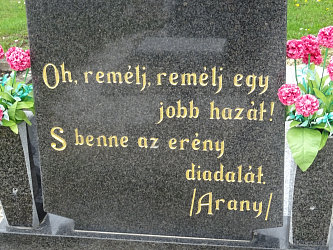 Oh, remélj, remélj egy
jobb hazát!
S benne az erény
diadalát.
/Arany/